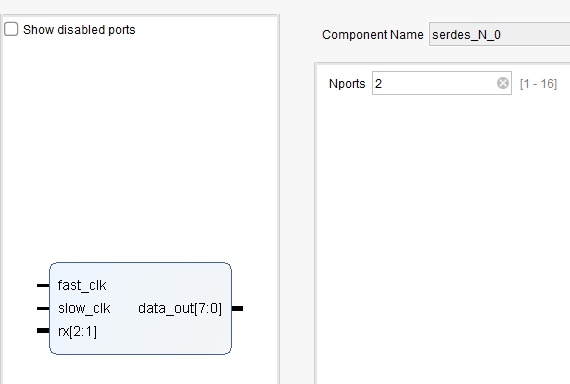 Show disabled ports
Component Name serdes_N_0
Nports 2 [1 - 16]
fast_clk
slow_clk data_out[7:0]
rx[2:1]